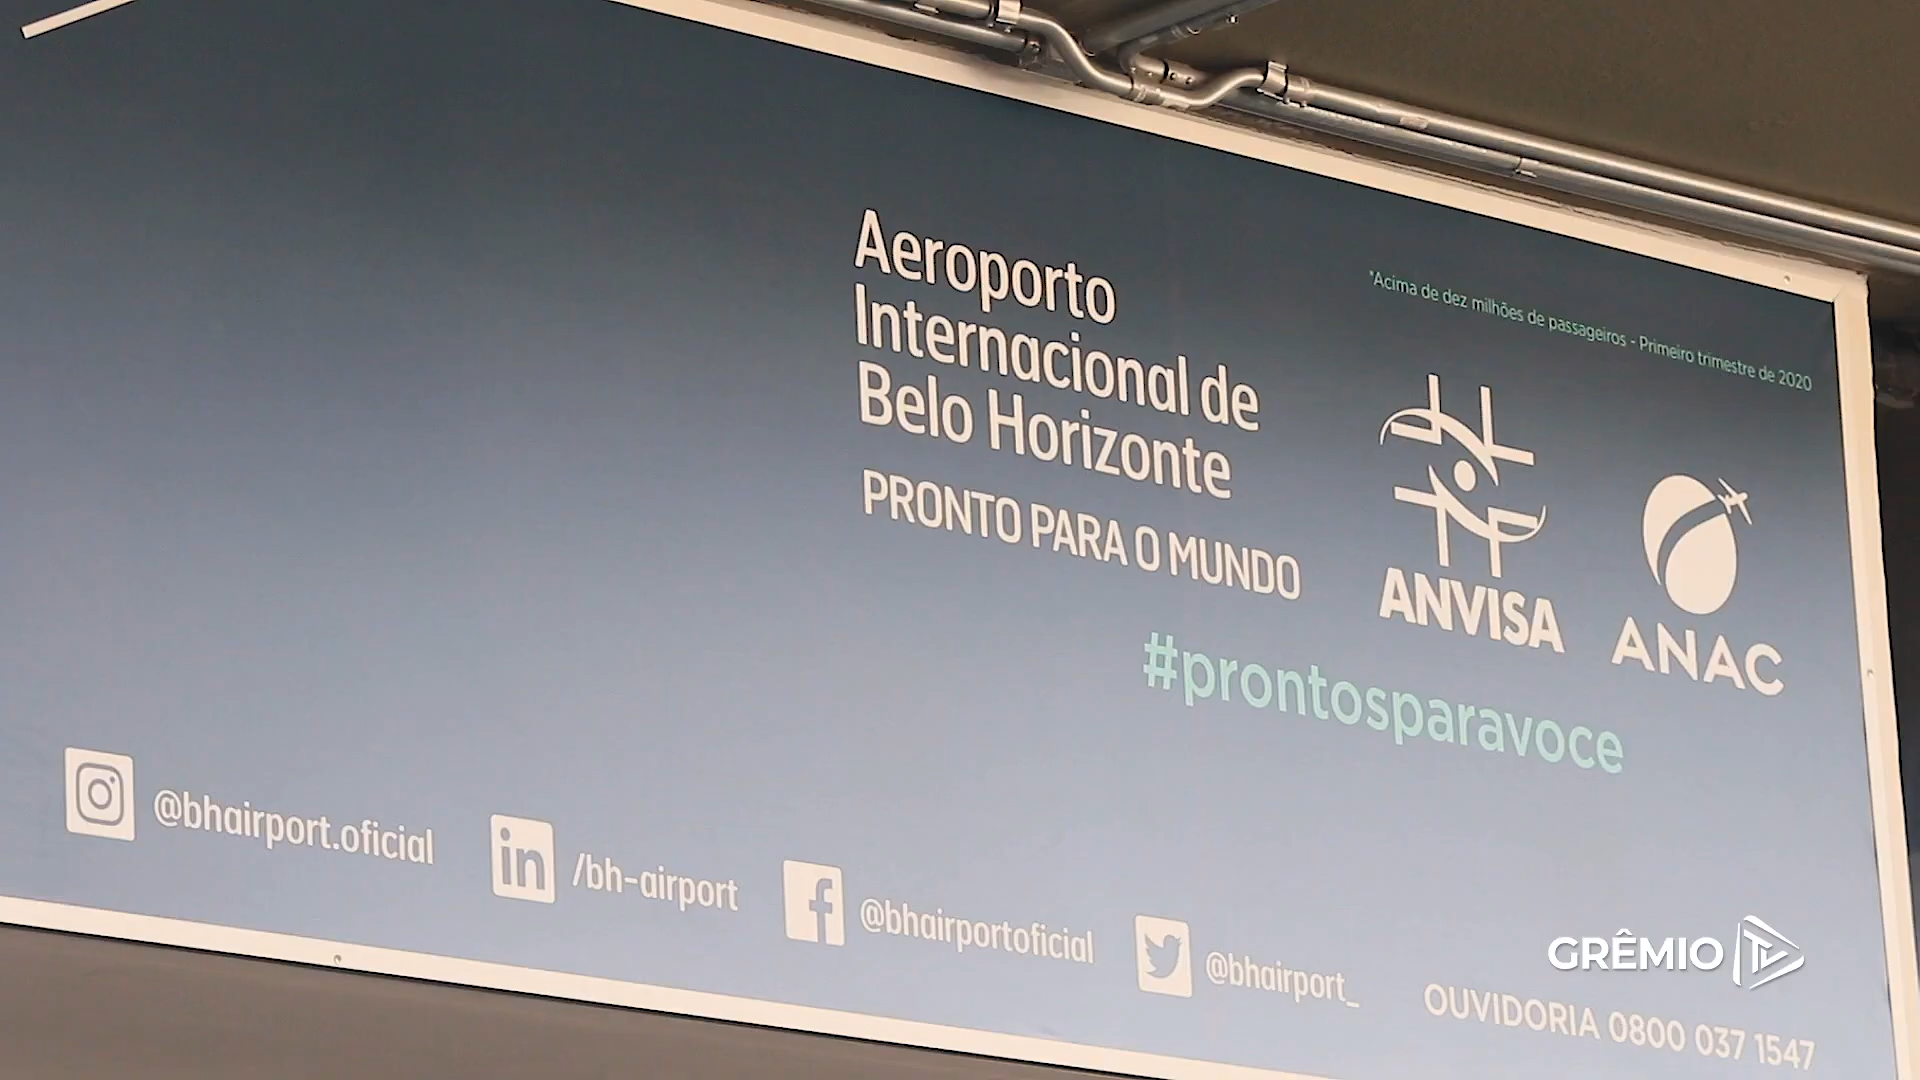 Aeroporto
Internacional de
Belo Horizonte
PRONTO PARA O MUNDO
*Acima de dez milhões de passageiros - Primeiro trimestre de 2020
ANVISA
ANAC
#prontosparavoce
@bhairport.oficial
in
/bh-airport
f
@bhairportoficial
@bhairport_
OUVIDORIA 0800 037 1547
GRÊMIO TV